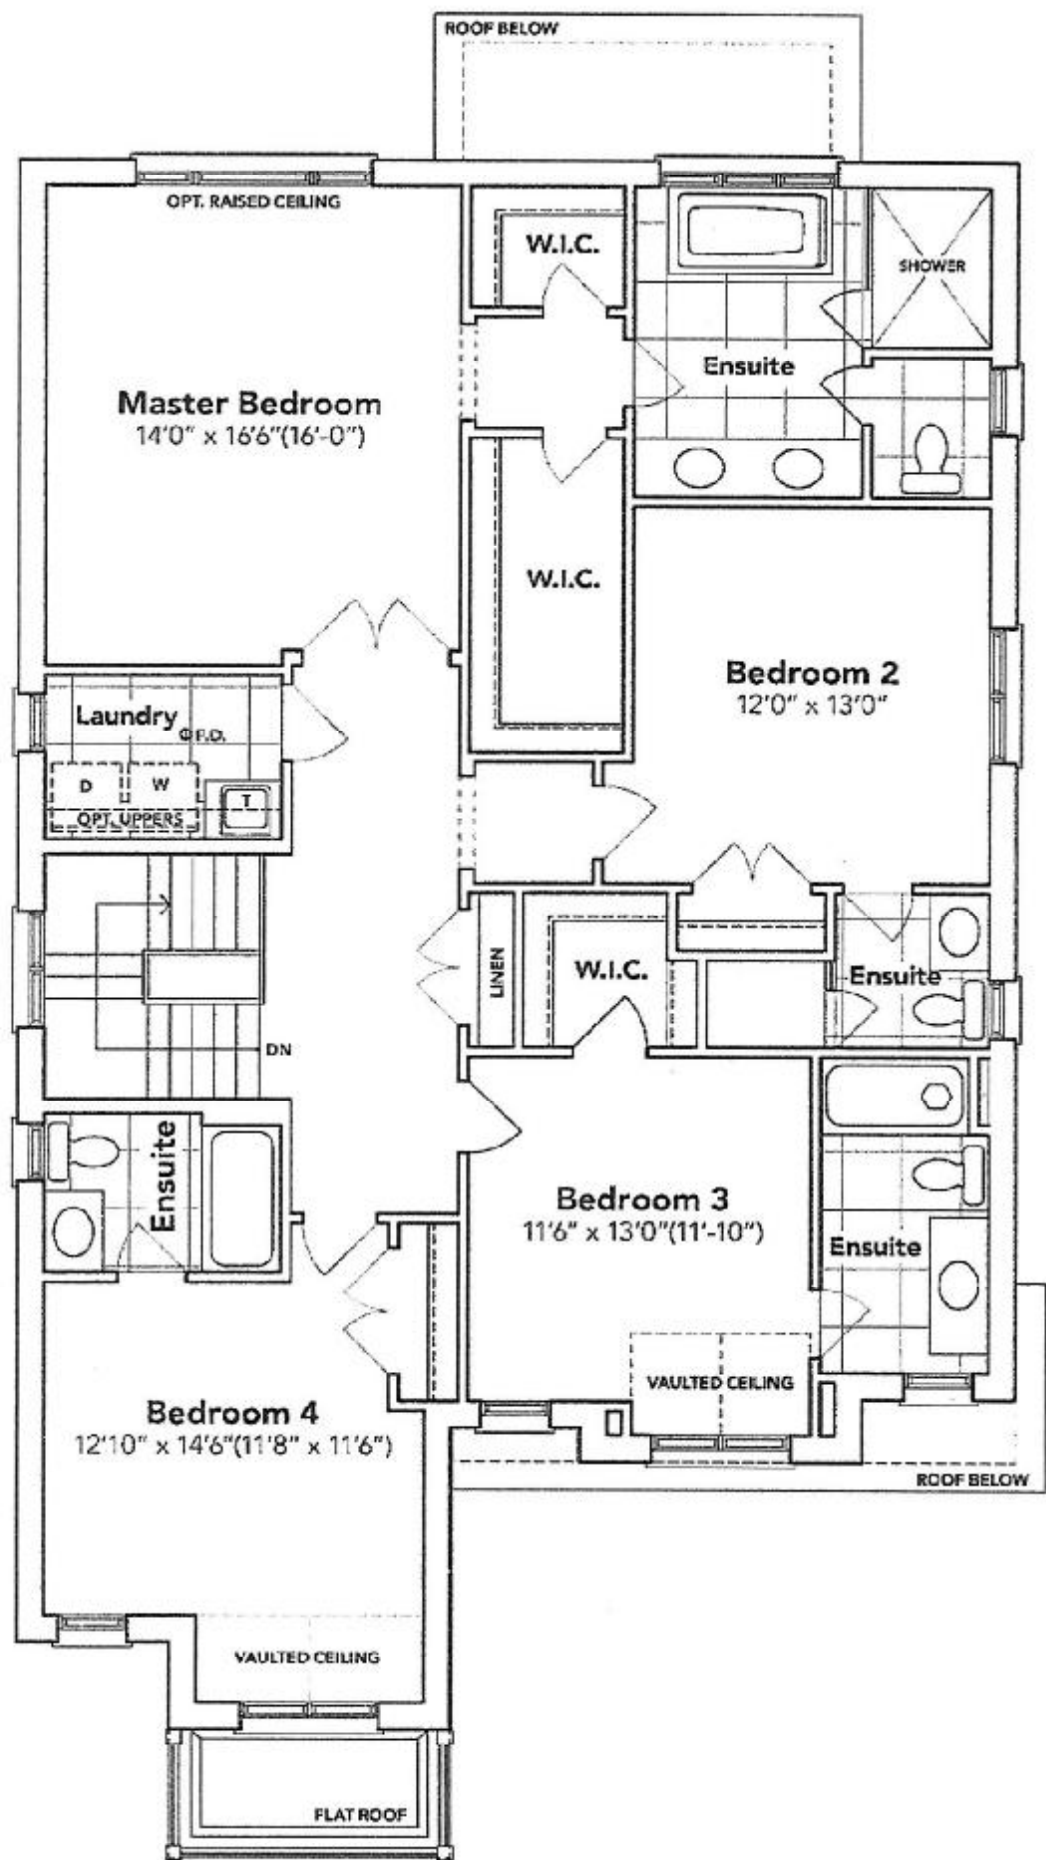 ROOF BELOW
OPT. RAISED CEILING
W.I.C.
SHOWER
Ensuite
Master Bedroom
14'0" x 16'6"(16'-0")
W.I.C.
Bedroom 2
12'0" x 13'0"
Laundry
F.D.
D
W
T
OPT. UPPERS
LINEN
W.I.C.
Ensuite
DN
Ensuite
Bedroom 3
11'6" x 13'0"(11'-10")
Ensuite
VAULTED CEILING
Bedroom 4
12'10" x 14'6"(11'8" x 11'6")
ROOF BELOW
VAULTED CEILING
FLAT ROOF